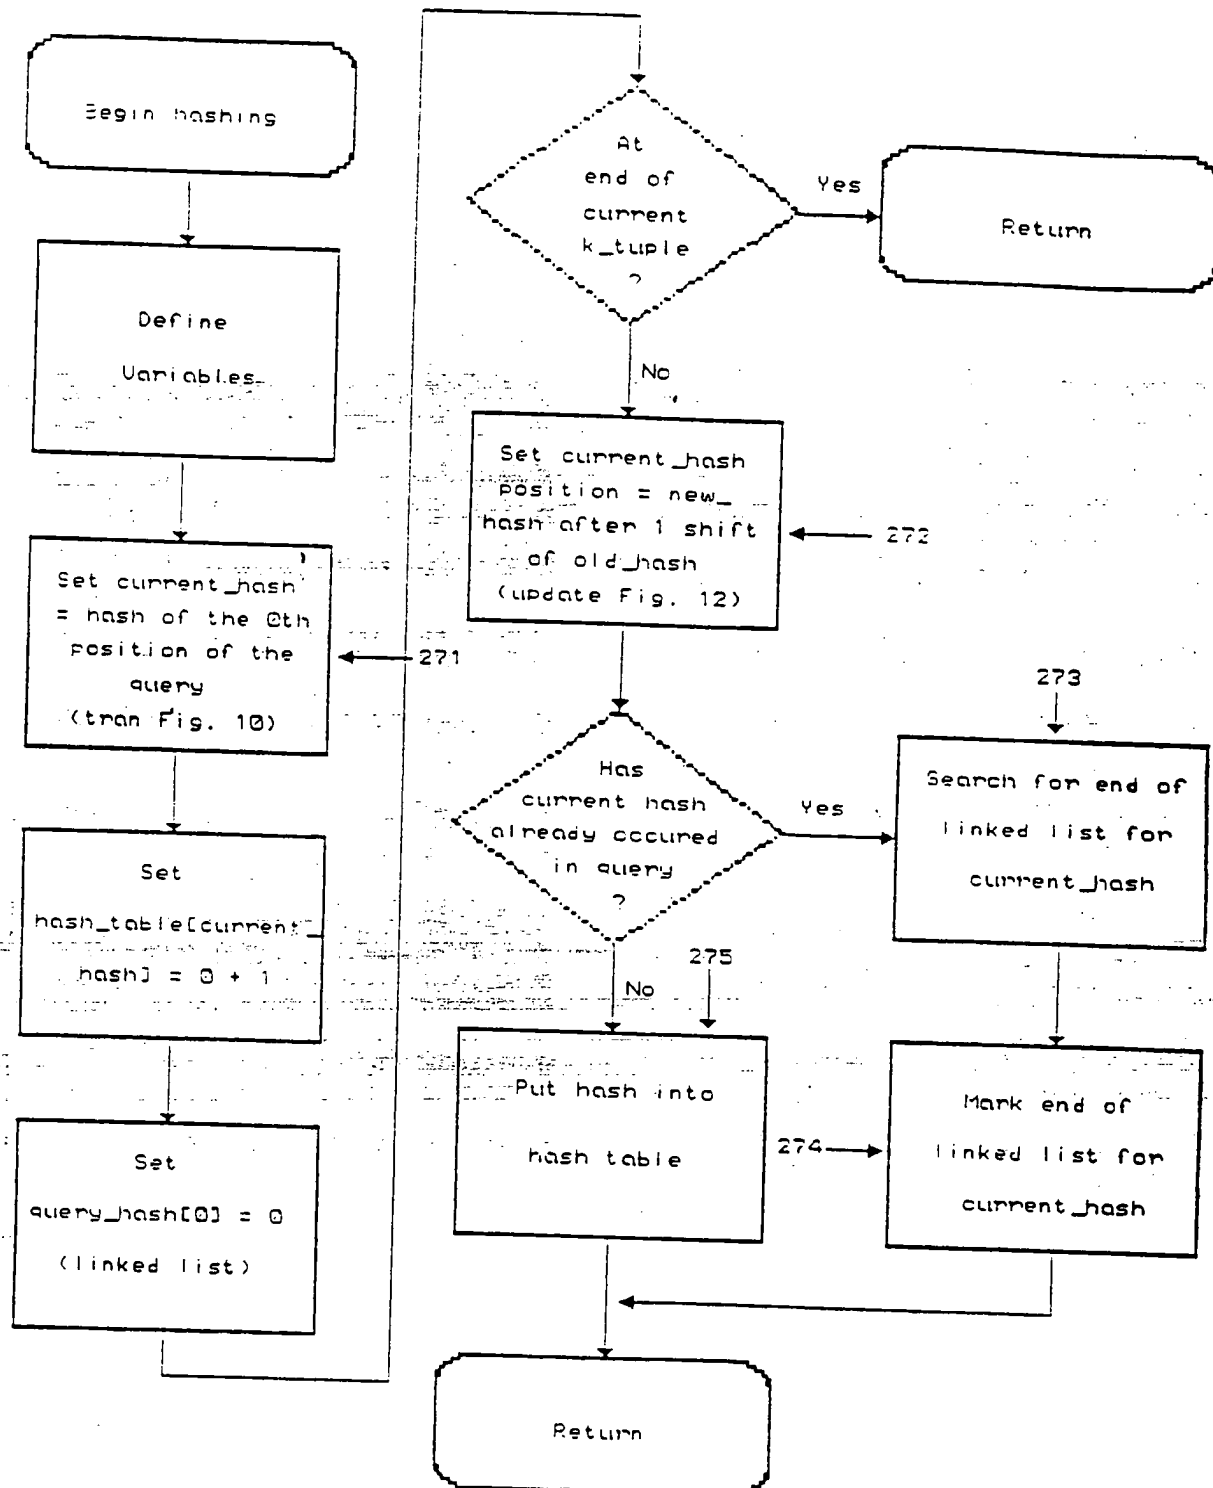 Begin hashing
Define
Variables
Set current_hash
= hash of the 0th
position of the
query
(tran Fig. 10)
271
Set
hash_table[current_
hash] = 0 + 1
Set
query_hash[0] = 0
(linked list)
At
end of
current
k_tuple
?
Yes
Return
No
Set current_hash
position = new_
hash after 1 shift
of old_hash
(update Fig. 12)
272
Has
current hash
already occured
in query
?
Yes
273
Search for end of
linked list for
current_hash
No
275
Put hash into
hash table
274
Mark end of
linked list for
current_hash
Return